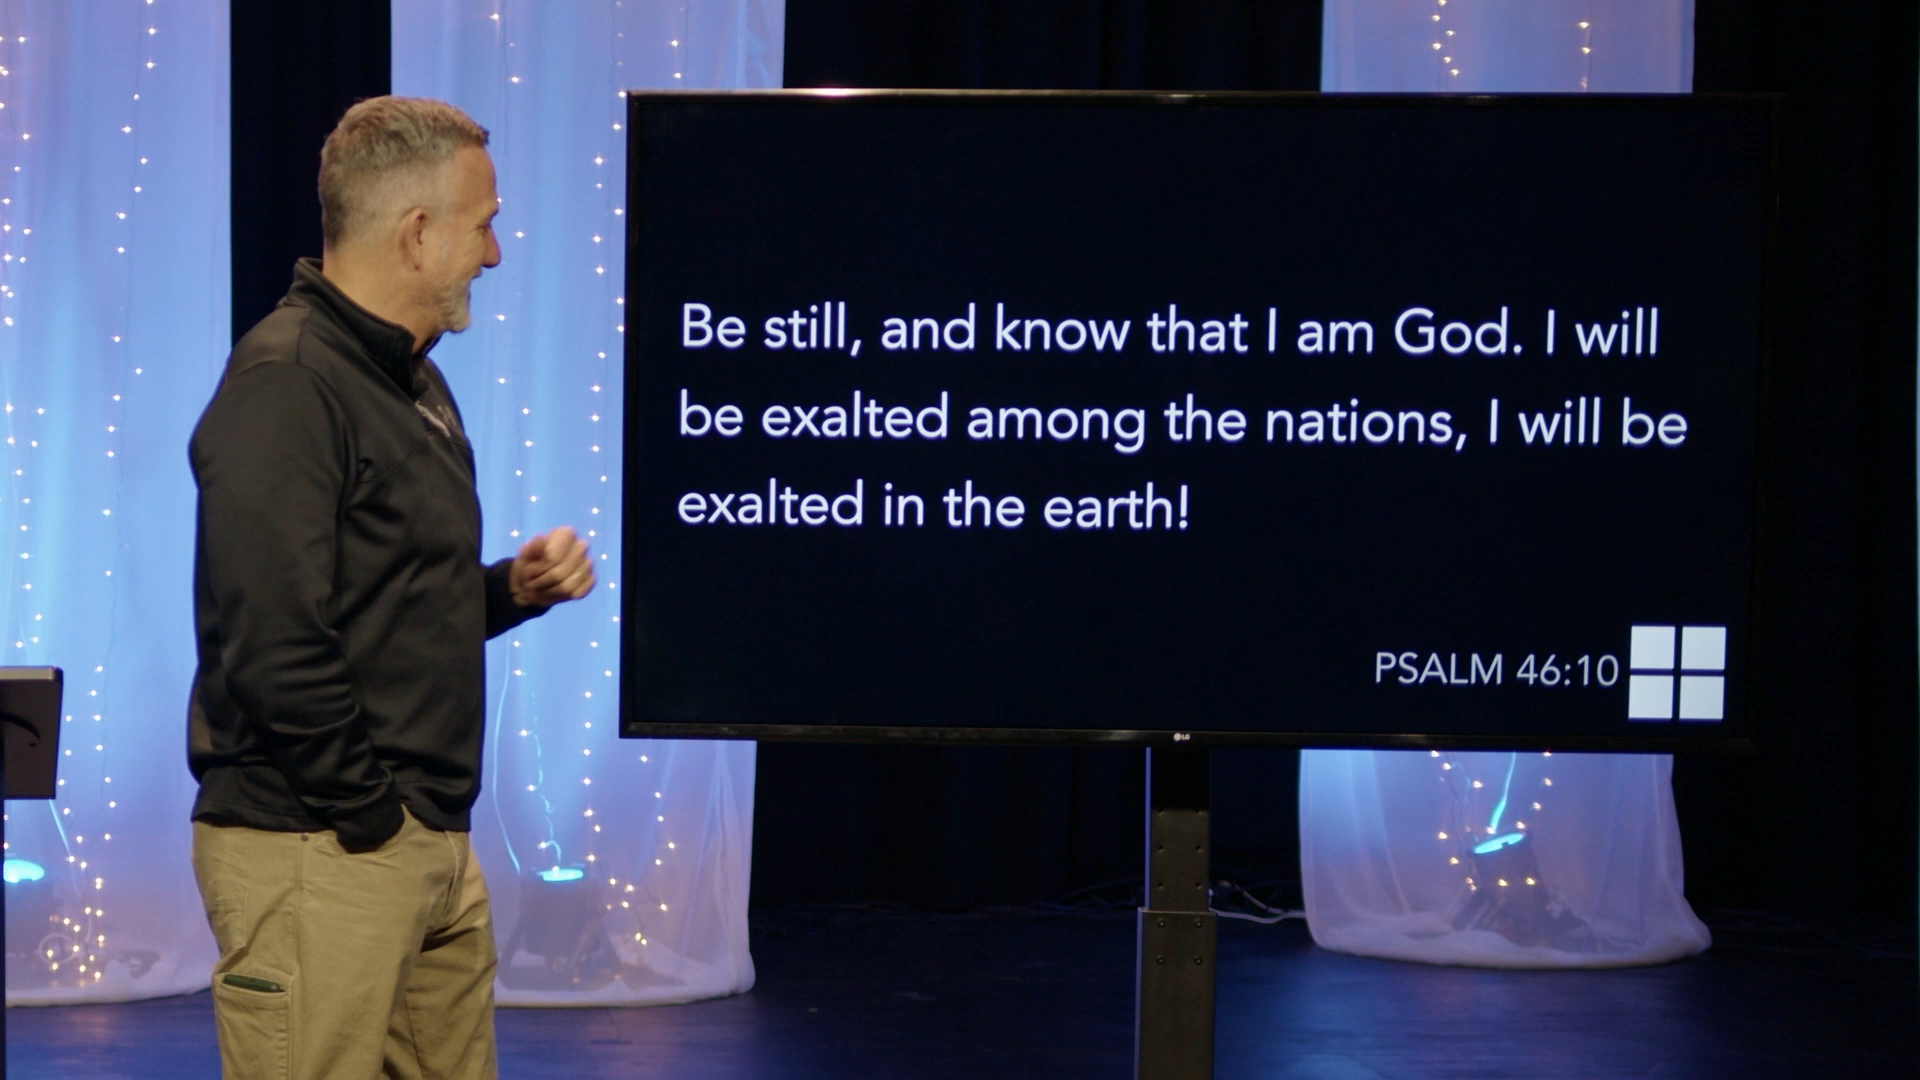 Be still, and know that I am God. I will
be exalted among the nations, I will be
exalted in the earth!
PSALM 46:10
LG